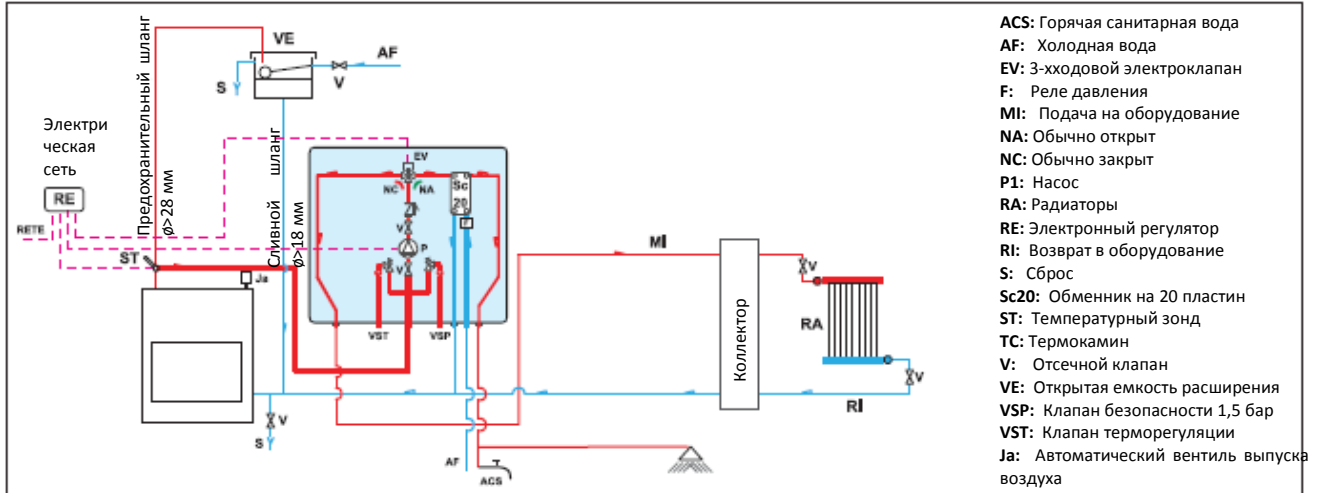 VE
AF
V
S
Предохранительный шланг
ø>28 мм
Сливной шланг
ø>18 мм
Электри
ческая
сеть
RE
RETE
ST
Ja
EV
NC
NA
Sc
20
F
V
P
V
VST
VSP
MI
Коллектор
V
RA
V
RI
V
S
AF
ACS
ACS: Горячая санитарная вода
AF: Холодная вода
EV: 3-хходовой электроклапан
F: Реле давления
MI: Подача на оборудование
NA: Обычно открыт
NC: Обычно закрыт
P1: Насос
RA: Радиаторы
RE: Электронный регулятор
RI: Возврат в оборудование
S: Сброс
Sc20: Обменник на 20 пластин
ST: Температурный зонд
TC: Термокамин
V: Отсечной клапан
VE: Открытая емкость расширения
VSP: Клапан безопасности 1,5 бар
VST: Клапан терморегуляции
Ja: Автоматический вентиль выпуска
воздуха